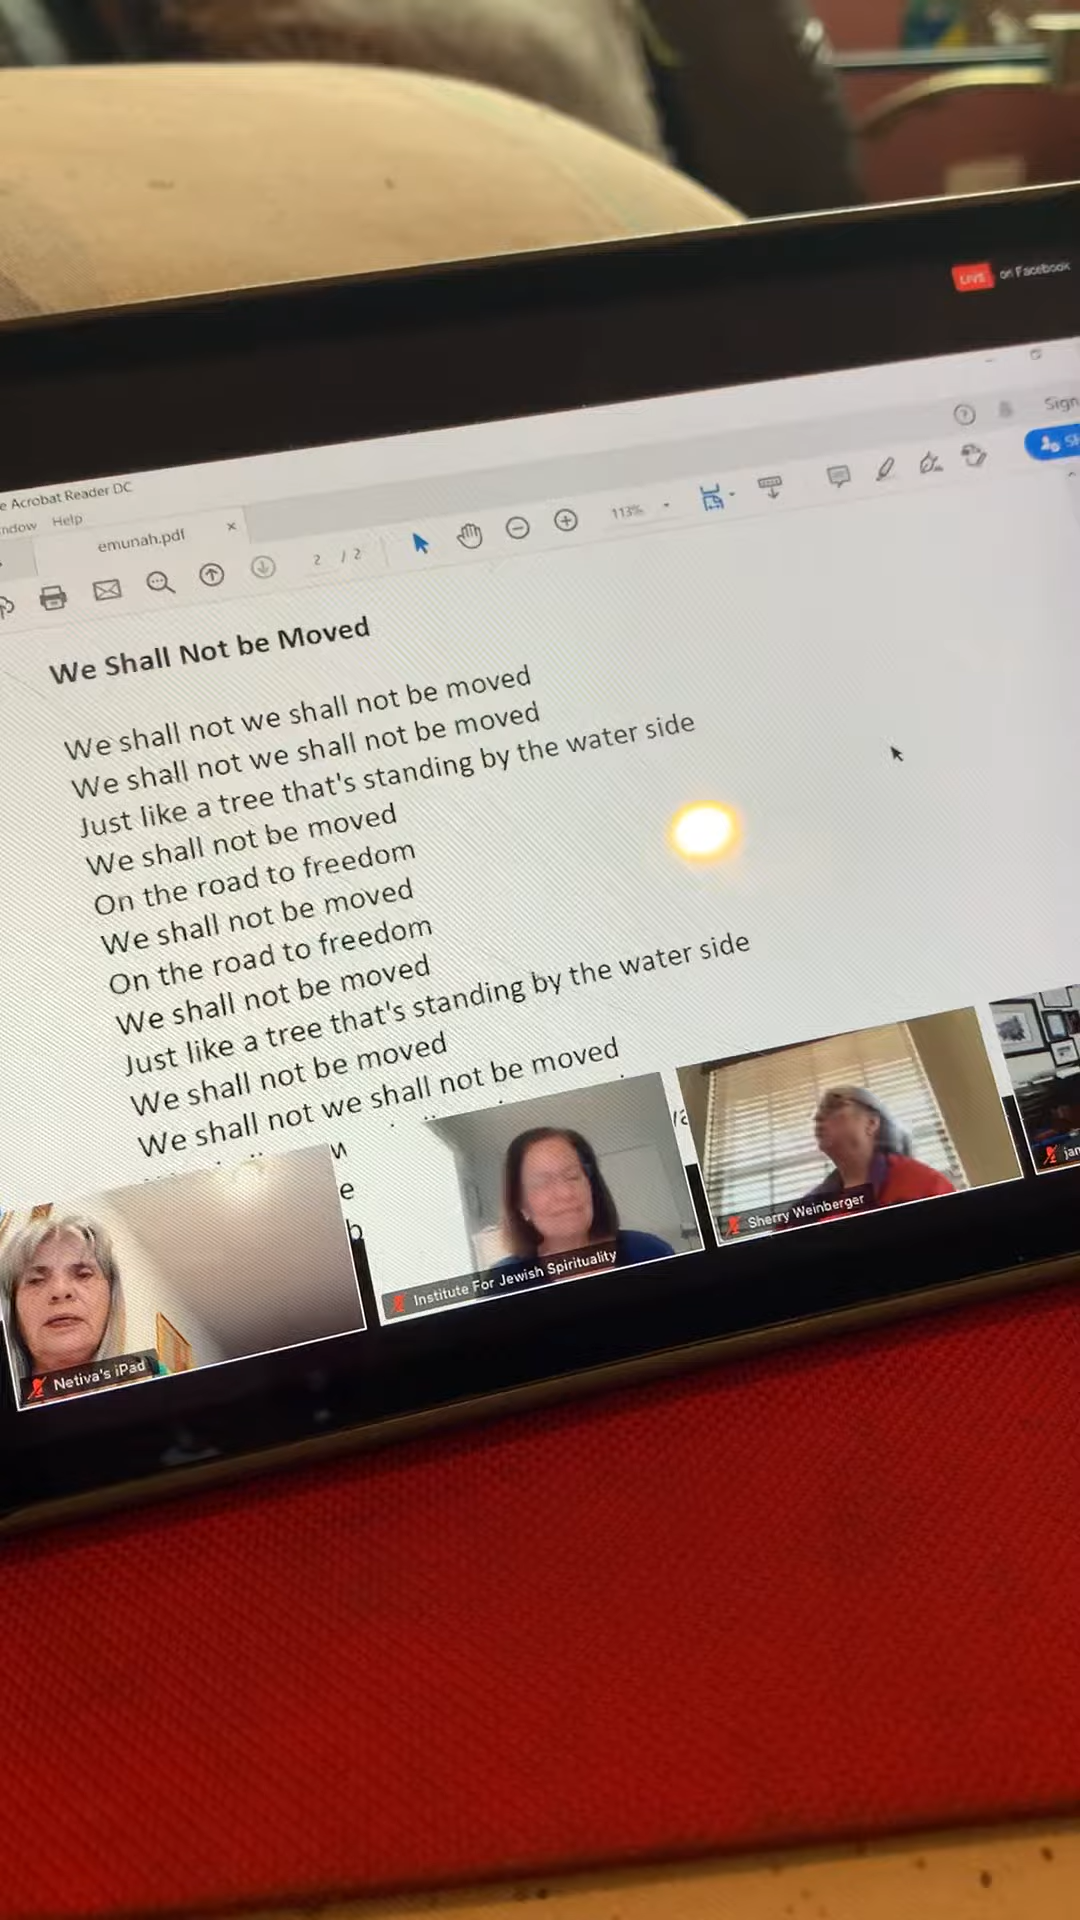 LIVE on Facebook
Acrobat Reader DC
Help
Sign
emunah.pdf
2 / 2
113%
We Shall Not be Moved
We shall not we shall not be moved
We shall not we shall not be moved
Just like a tree that's standing by the water side
We shall not be moved
On the road to freedom
We shall not be moved
On the road to freedom
We shall not be moved
Just like a tree that's standing by the water side
We shall not be moved
We shall not we shall not be moved
Netiva's iPad
Institute For Jewish Spirituality
Sherry Weinberger